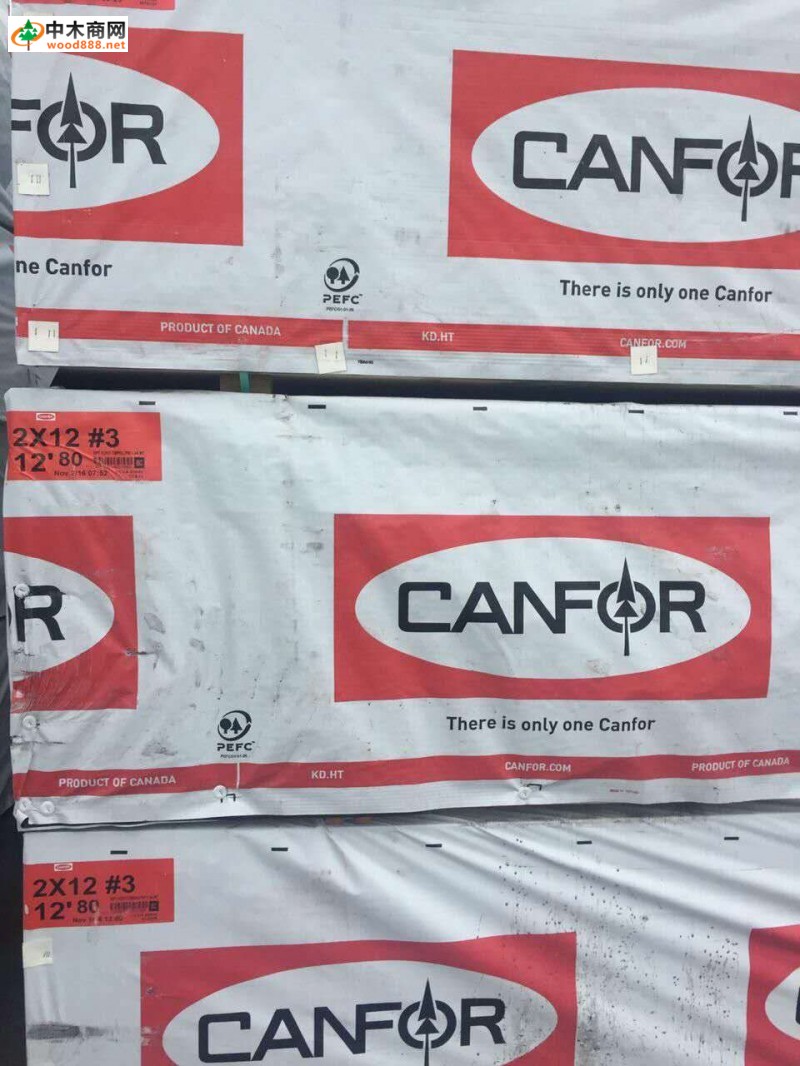 中木商网
wood888.net
FOR
CANFOR
ne Canfor
There is only one Canfor
PEFC
PRODUCT OF CANADA
KD.HT
CANFOR.COM
2X12 #3
12' 80
R
CANFOR
There is only one Canfor
PEFC
PRODUCT OF CANADA
KD.HT
CANFOR.COM
PRODUCT OF CANADA
2X12 #3
12' 80
CANFOR